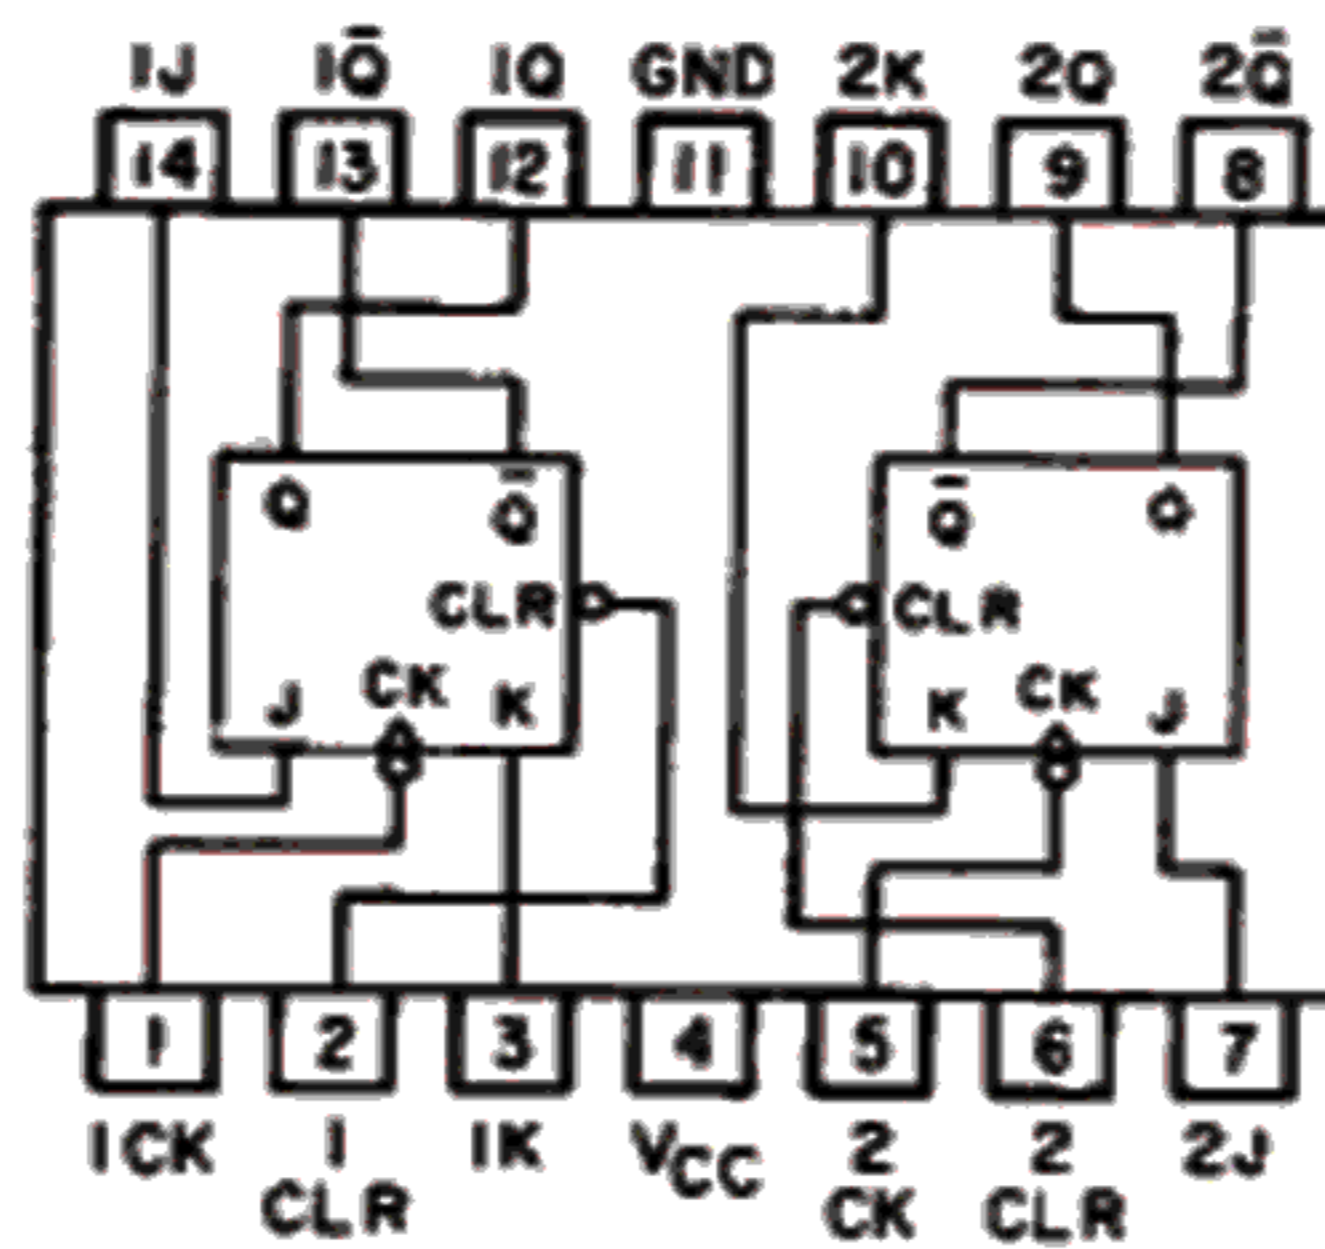 1J 1Q̄ 1Q GND 2K 2Q 2Q̄
14 13 12 11 10 9 8
Q Q̄ Q̄ Q
CLR CLR
CK CK
J K K J
1 2 3 4 5 6 7
1CK 1 1K VCC 2 2 2J
CLR CK CLR